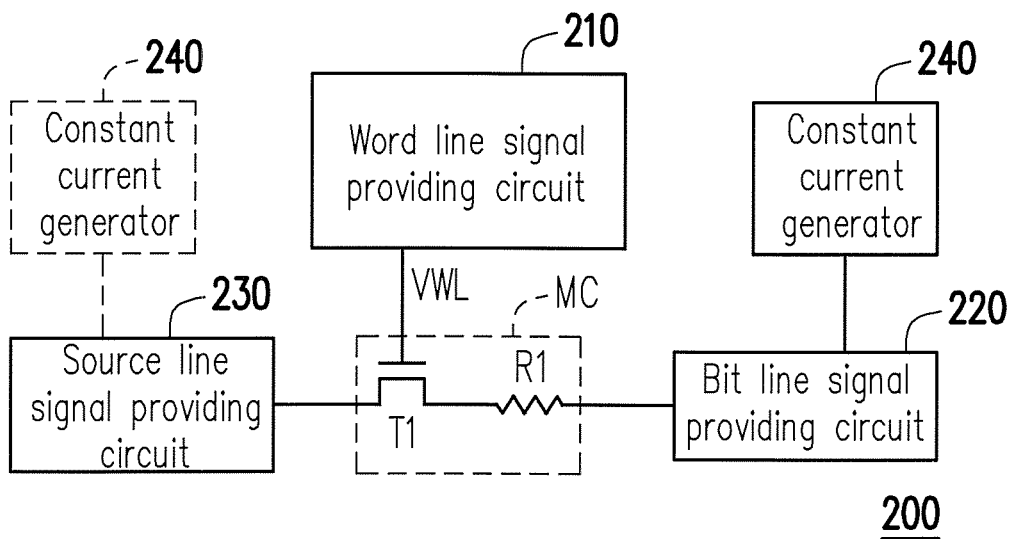 240
Constant
current
generator
210
Word line signal
providing circuit
240
Constant
current
generator
VWL
MC
230
Source line
signal providing
circuit
T1
R1
220
Bit line signal
providing circuit
200